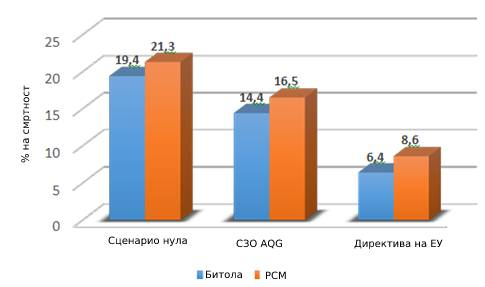 % на смртност
25
20
15
10
5
0
19,4
21,3
14,4
16,5
6,4
8,6
Сценарио нула
СЗО AQG
Директива на ЕУ
Битола
РСМ